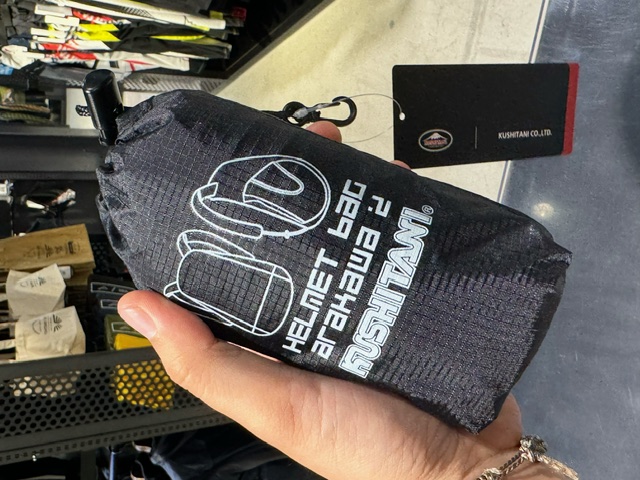 HELMET baG
arakawa 2
KUSHITANI®
KUSHITANI CO.,LTD.